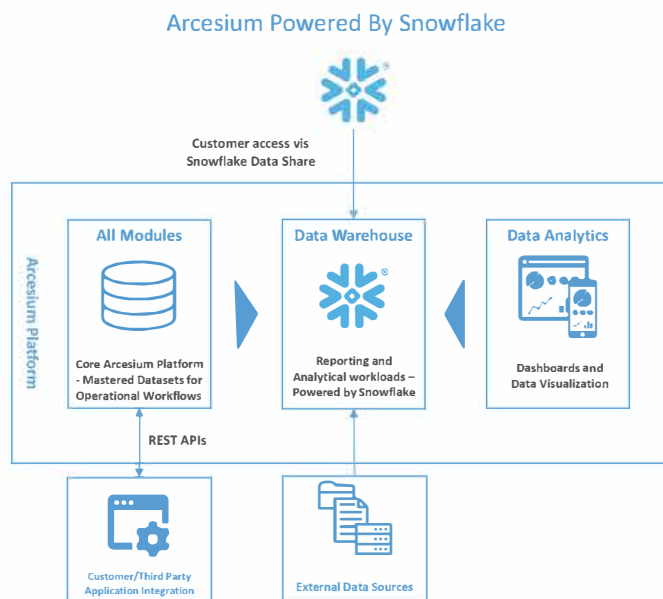 Arcesium Powered By Snowflake
®
Customer access vis
Snowflake Data Share
Arcesium Platform
All Modules
Core Arcesium Platform
- Mastered Datasets for
Operational Workflows
Data Warehouse
®
Reporting and
Analytical workloads –
Powered by Snowflake
Data Analytics
Dashboards and
Data Visualization
REST APIs
Customer/Third Party
Application Integration
External Data Sources